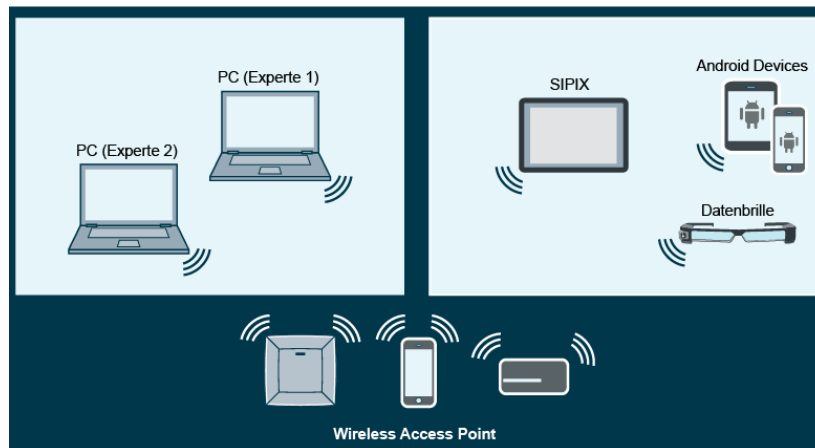 PC (Experte 1)
PC (Experte 2)
SIPIX
Android Devices
Datenbrille
Wireless Access Point